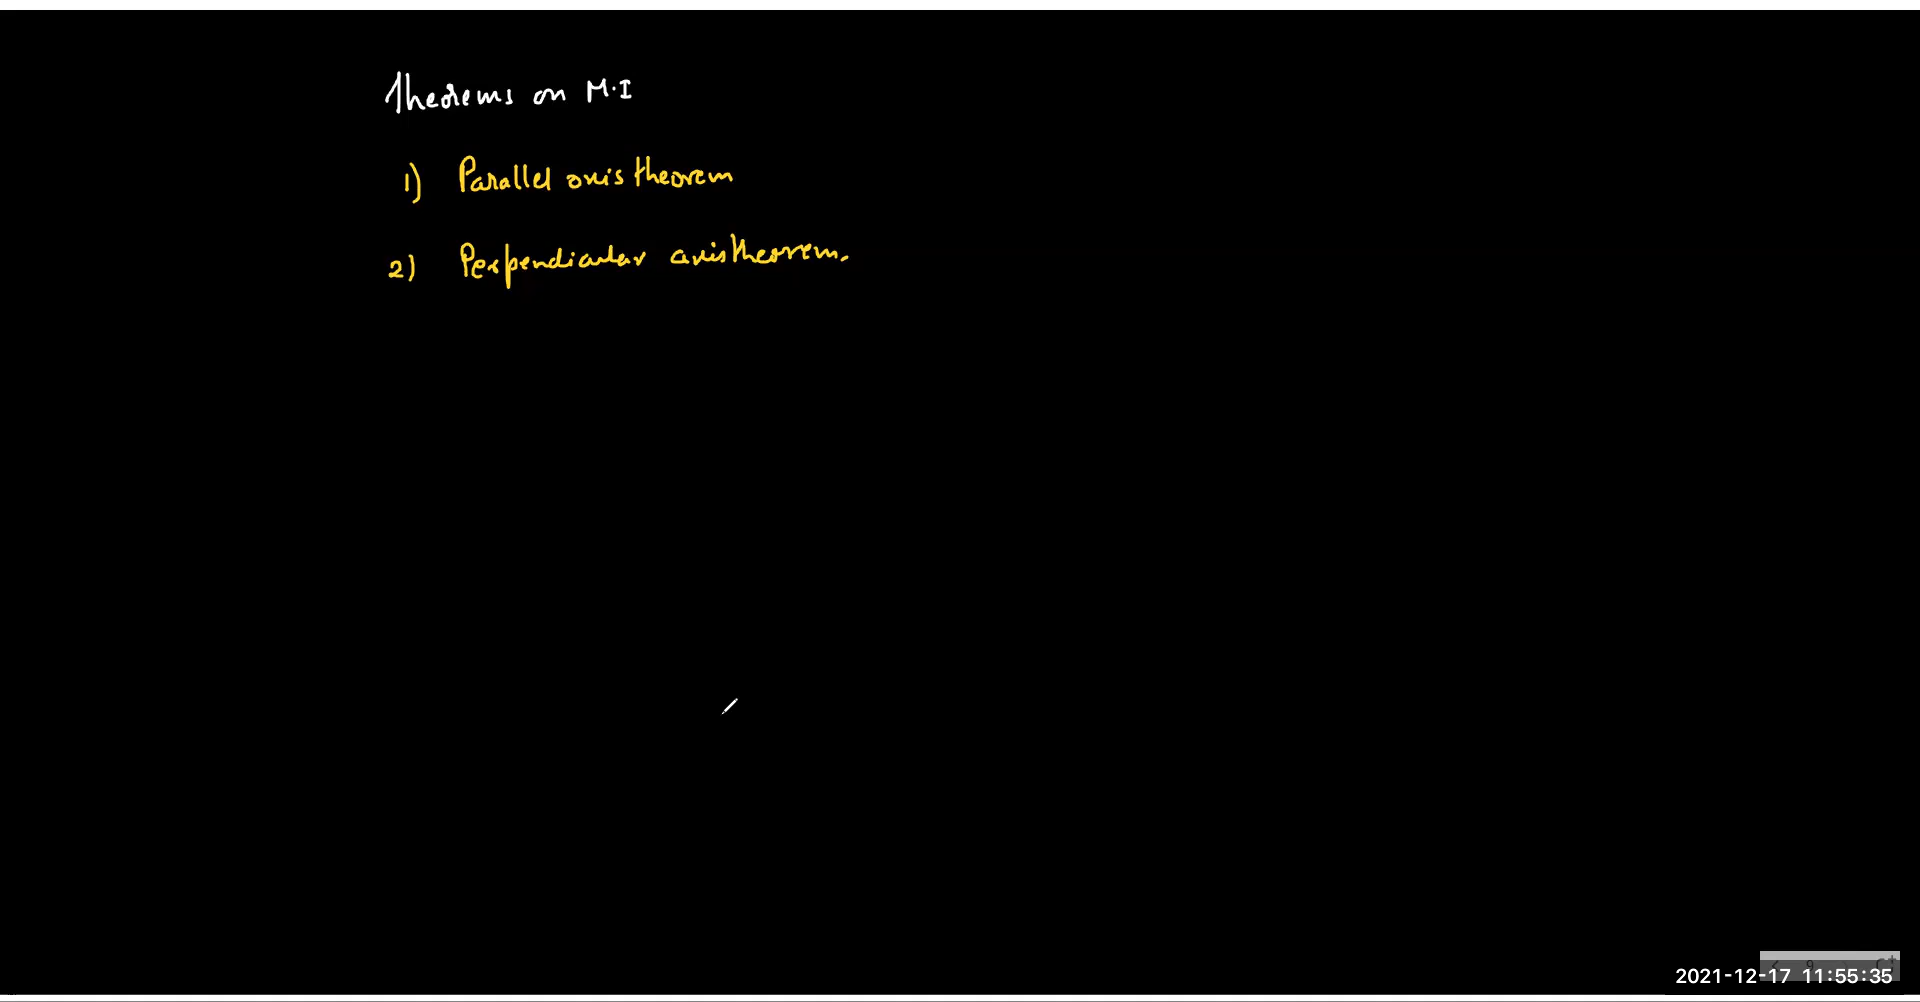 Theorems on M.I
1) Parallel axis theorem
2) Perpendicular axis theorem.
2021-12-17 11:55:35